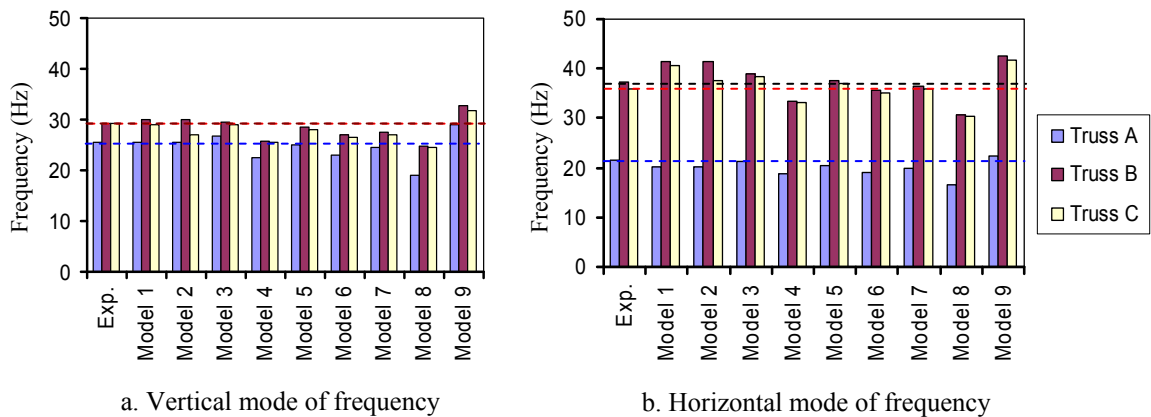 50
40
30
20
10
0
Frequency (Hz)
Exp.
Model 1
Model 2
Model 3
Model 4
Model 5
Model 6
Model 7
Model 8
Model 9
a. Vertical mode of frequency
50
40
30
20
10
0
Frequency (Hz)
Exp.
Model 1
Model 2
Model 3
Model 4
Model 5
Model 6
Model 7
Model 8
Model 9
b. Horizontal mode of frequency
Truss A
Truss B
Truss C